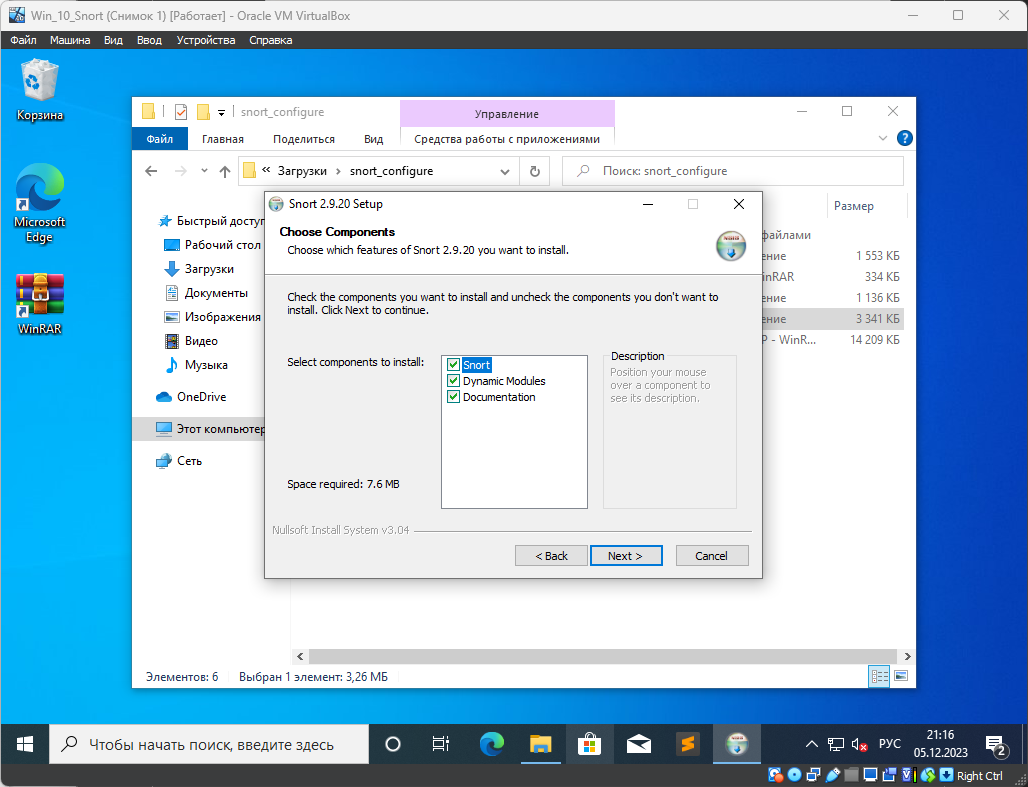 Win_10_Snort (Снимок 1) [Работает] - Oracle VM VirtualBox
Файл Машина Вид Ввод Устройства Справка
Корзина
Microsoft
Edge
WinRAR
snort_configure
Управление
Файл Главная Поделиться Вид Средства работы с приложениями
« Загрузки › snort_configure
Поиск: snort_configure
Размер
Быстрый доступ
Рабочий стол
Загрузки
Документы
Изображения
Видео
Музыка
OneDrive
Этот компьютер
Сеть
файлами
ение 1 553 КБ
inRAR 334 КБ
ение 1 136 КБ
ение 3 341 КБ
P - WinR... 14 209 КБ
Snort 2.9.20 Setup
Choose Components
Choose which features of Snort 2.9.20 you want to install.
Check the components you want to install and uncheck the components you don't want to
install. Click Next to continue.
Select components to install:
Snort
Dynamic Modules
Documentation
Description
Position your mouse
over a component to
see its description.
Space required: 7.6 MB
Nullsoft Install System v3.04
< Back Next > Cancel
Элементов: 6 Выбран 1 элемент: 3,26 МБ
Чтобы начать поиск, введите здесь
РУС
21:16
05.12.2023
2
Right Ctrl